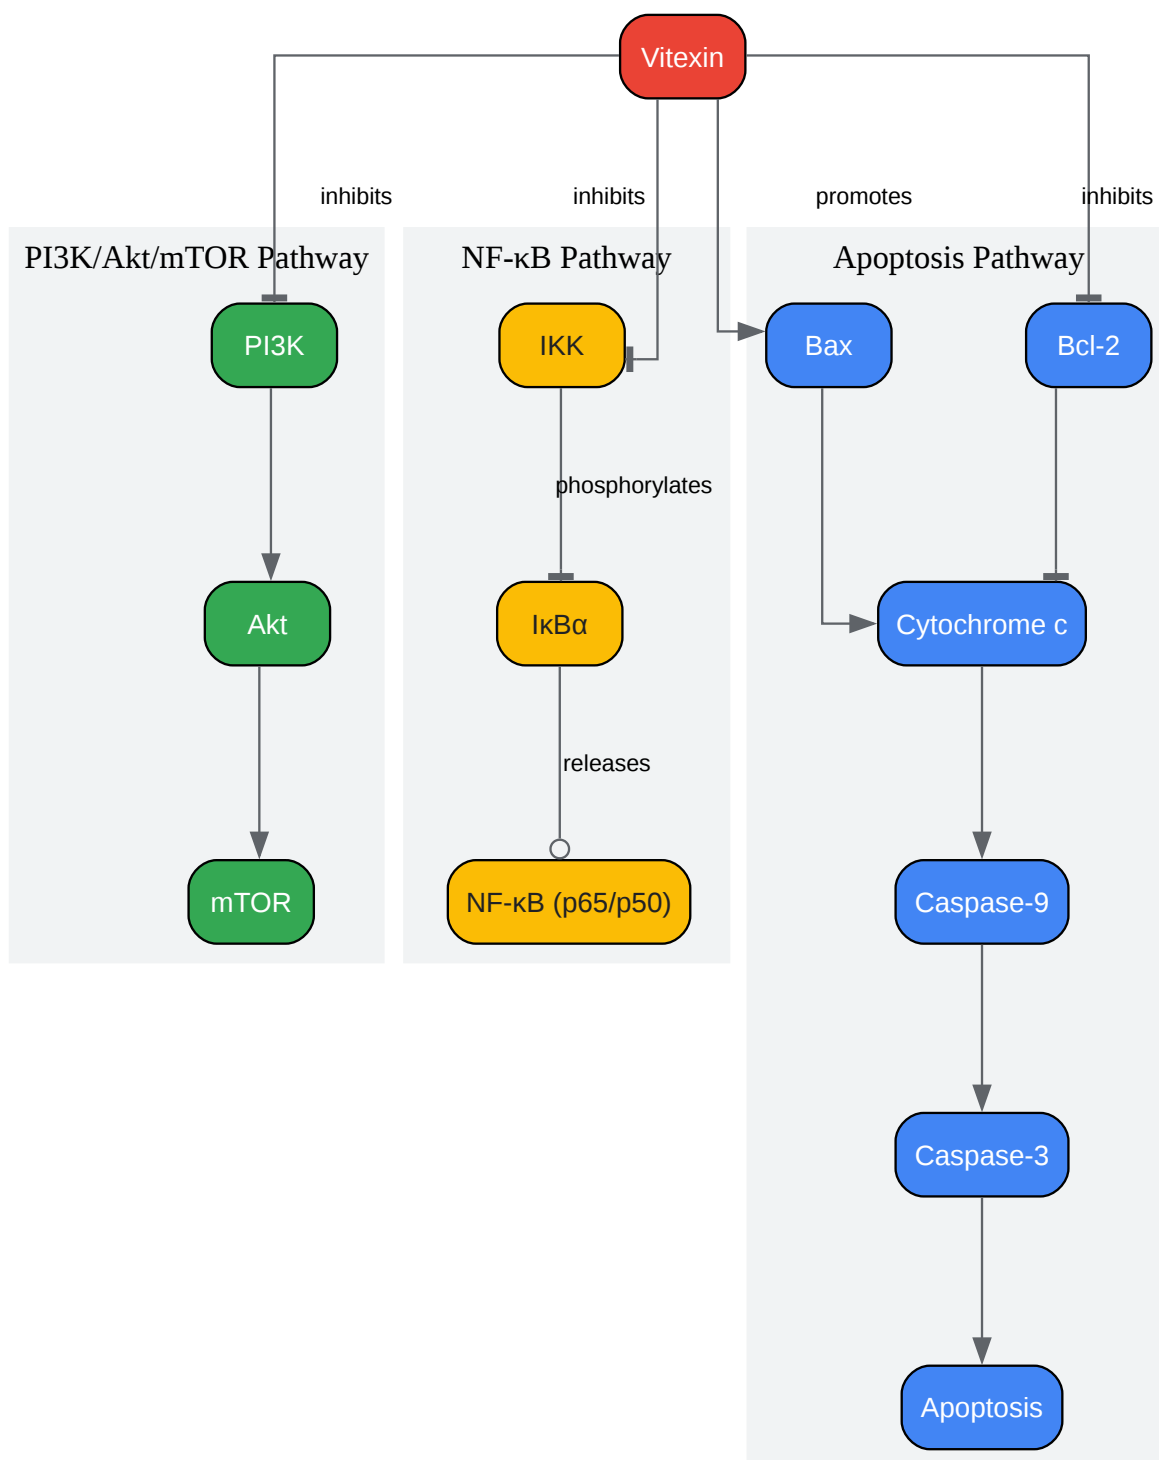 Vitexin
inhibits
inhibits
promotes
inhibits
PI3K/Akt/mTOR Pathway
NF-κB Pathway
Apoptosis Pathway
PI3K
IKK
Bax
Bcl-2
phosphorylates
Akt
IκBα
Cytochrome c
releases
mTOR
NF-κB (p65/p50)
Caspase-9
Caspase-3
Apoptosis